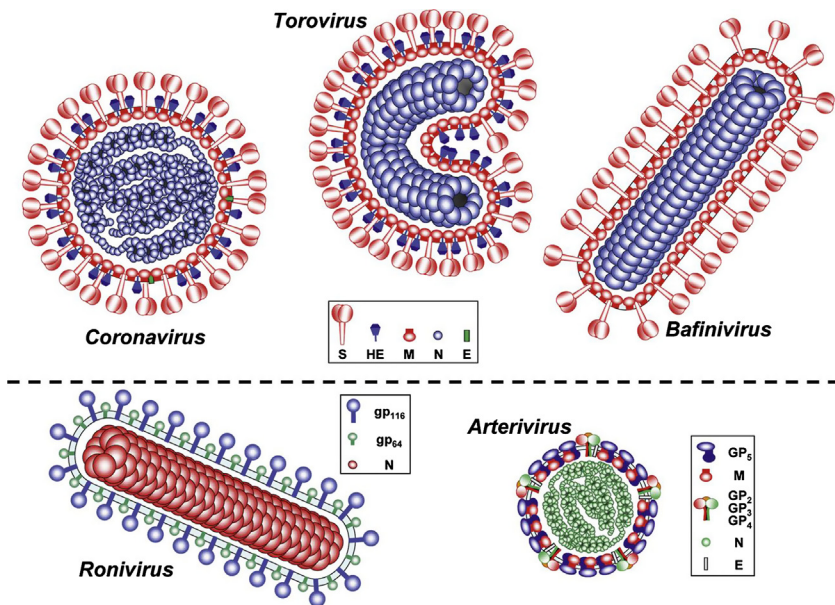 Torovirus
Coronavirus
Bafinivirus
S HE M N E
Ronivirus
gp116
gp64
N
Arterivirus
GP5
M
GP2
GP3
GP4
N
E